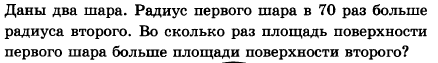 Даны два шара. Радиус первого шара в 70 раз больше
радиуса второго. Во сколько раз площадь поверхности
первого шара больше площади поверхности второго?